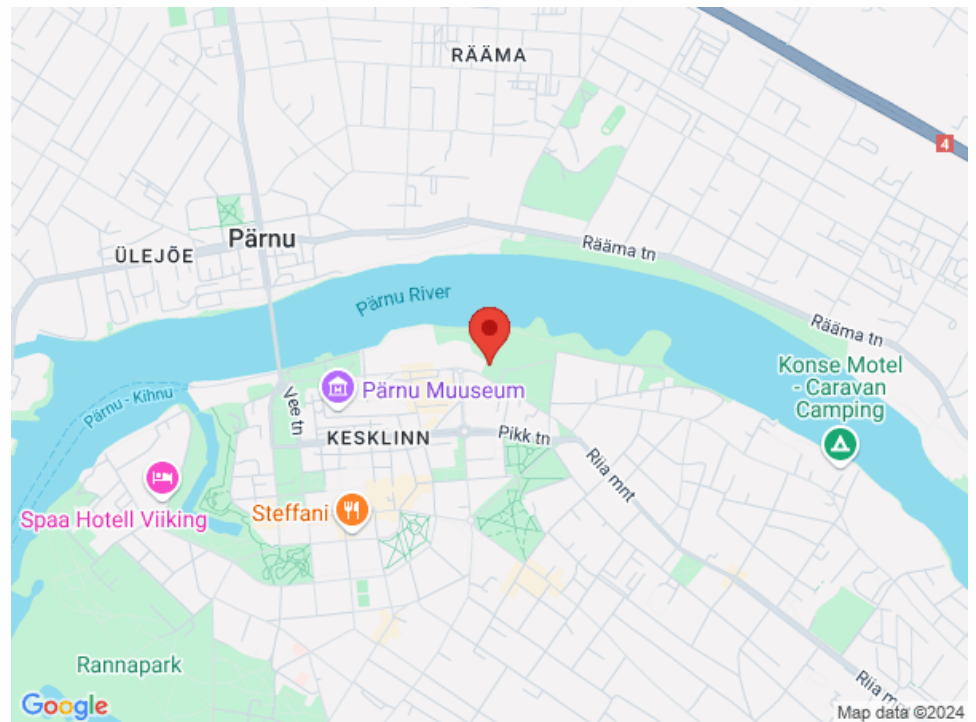 RÄÄMA
4
Pärnu
ÜLEJÕE
Rääma tn
Pärnu River
Rääma tn
Konse Motel
- Caravan
Camping
Pärnu - Kihnu
Vee tn
Pärnu Muuseum
KESKLINN
Pikk tn
Riia mnt
Spaa Hotell Viiking
Steffani
Rannapark
Riia m
Google
Map data ©2024